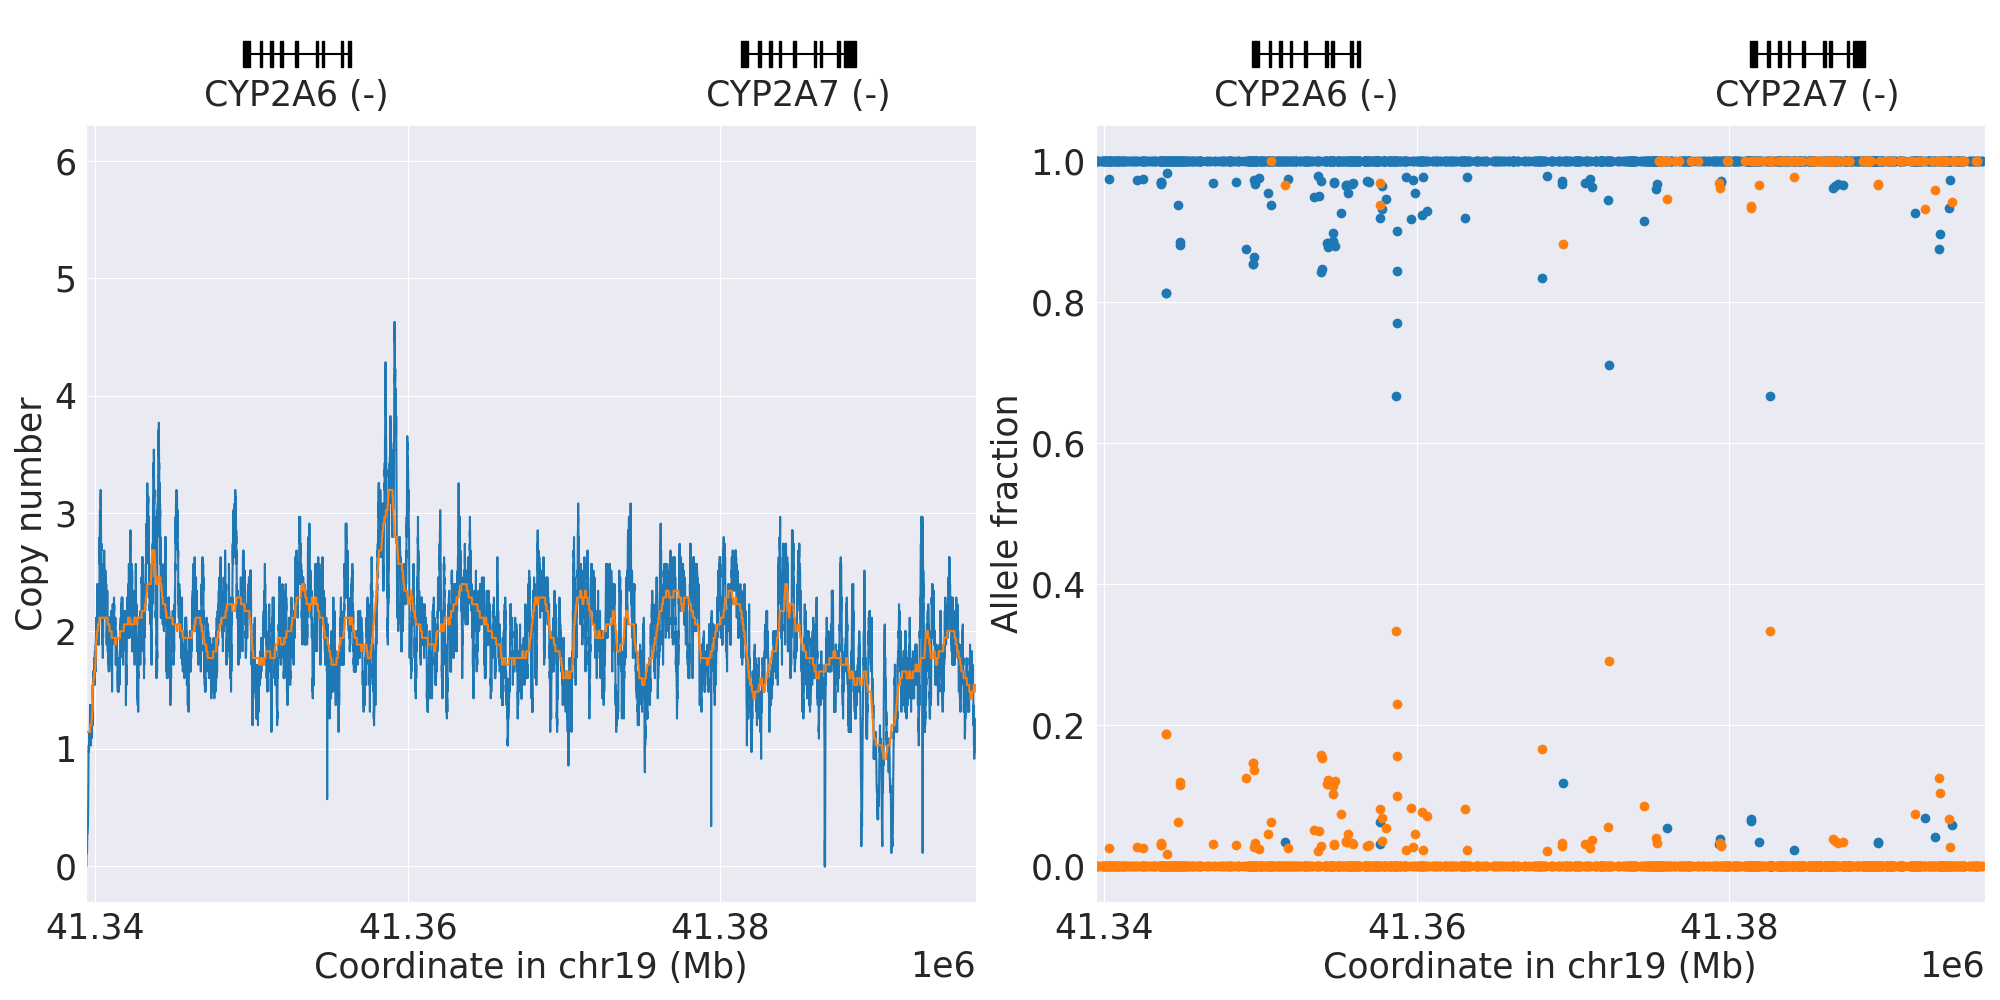 CYP2A6 (-)
CYP2A7 (-)
6
5
4
3
2
1
0
Copy number
41.34
41.36
41.38
Coordinate in chr19 (Mb)
1e6
CYP2A6 (-)
CYP2A7 (-)
1.0
0.8
0.6
0.4
0.2
0.0
Allele fraction
41.34
41.36
41.38
Coordinate in chr19 (Mb)
1e6